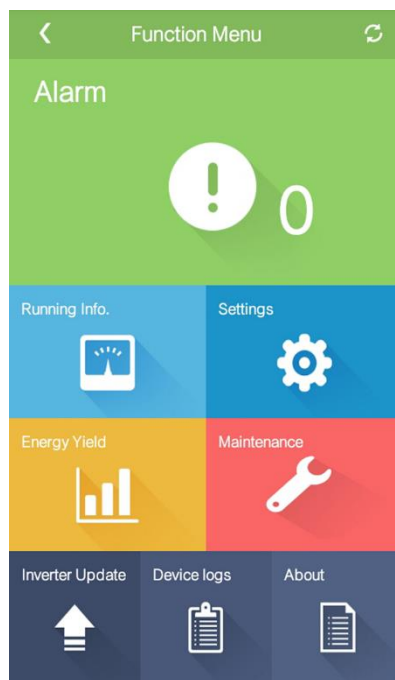 Function Menu
Alarm
0
Running Info.
Settings
Energy Yield
Maintenance
Inverter Update
Device logs
About